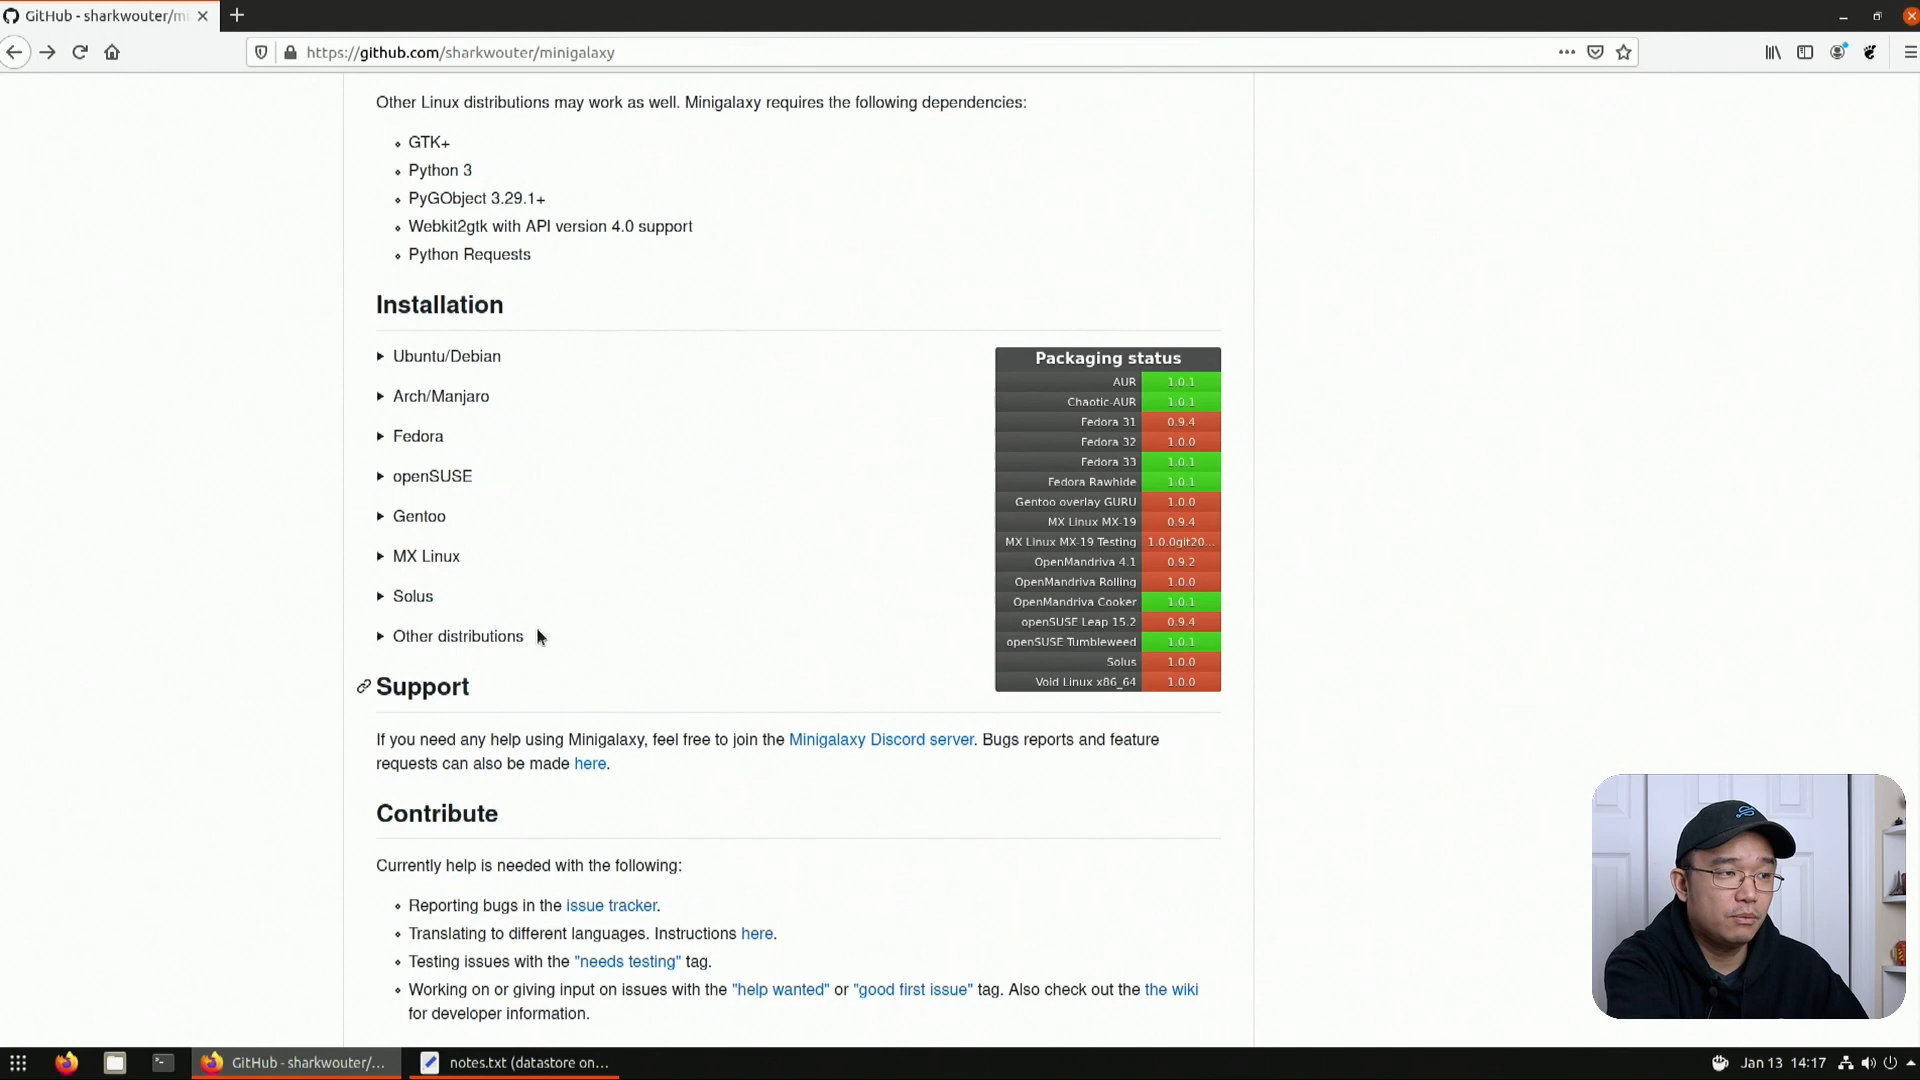 GitHub - sharkwouter/mi
https://github.com/sharkwouter/minigalaxy
Other Linux distributions may work as well. Minigalaxy requires the following dependencies:
GTK+
Python 3
PyGObject 3.29.1+
Webkit2gtk with API version 4.0 support
Python Requests
Installation
Ubuntu/Debian
Arch/Manjaro
Fedora
openSUSE
Gentoo
MX Linux
Solus
Other distributions
Packaging status
AUR 1.0.1
Chaotic-AUR 1.0.1
Fedora 31 0.9.4
Fedora 32 1.0.0
Fedora 33 1.0.1
Fedora Rawhide 1.0.1
Gentoo overlay GURU 1.0.0
MX Linux MX-19 0.9.4
MX Linux MX-19 Testing 1.0.0git20...
OpenMandriva 4.1 0.9.2
OpenMandriva Rolling 1.0.0
OpenMandriva Cooker 1.0.1
openSUSE Leap 15.2 0.9.4
openSUSE Tumbleweed 1.0.1
Solus 1.0.0
Void Linux x86_64 1.0.0
Support
If you need any help using Minigalaxy, feel free to join the Minigalaxy Discord server. Bugs reports and feature
requests can also be made here.
Contribute
Currently help is needed with the following:
Reporting bugs in the issue tracker.
Translating to different languages. Instructions here.
Testing issues with the "needs testing" tag.
Working on or giving input on issues with the "help wanted" or "good first issue" tag. Also check out the the wiki
for developer information.
GitHub - sharkwouter/...
notes.txt (datastore on...
Jan 13 14:17